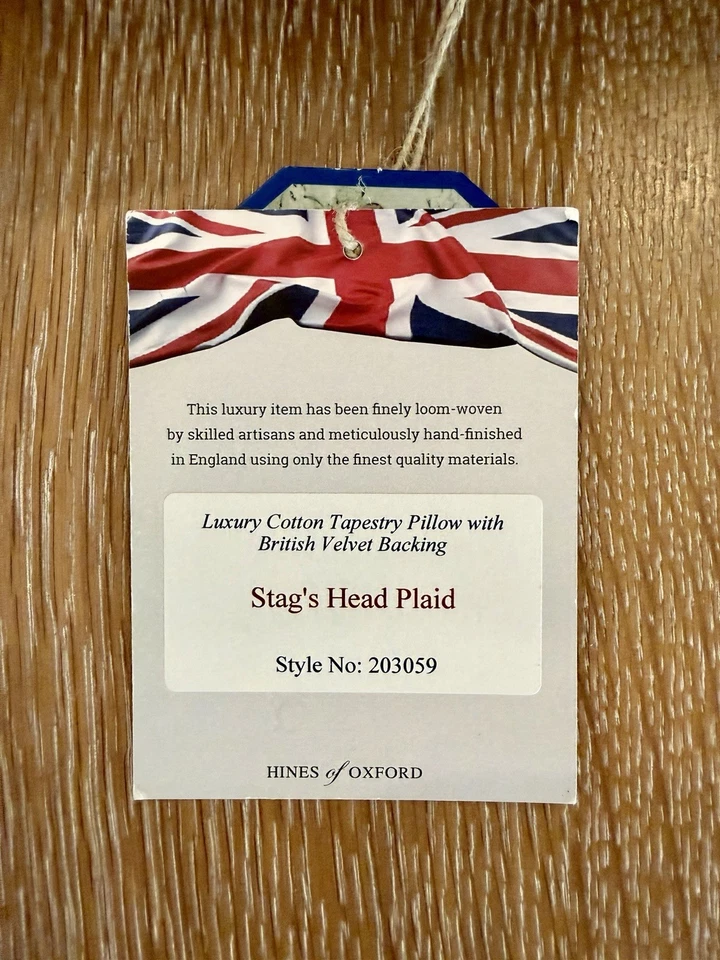 This luxury item has been finely loom-woven
by skilled artisans and meticulously hand-finished
in England using only the finest quality materials.
Luxury Cotton Tapestry Pillow with
British Velvet Backing
Stag's Head Plaid
Style No: 203059
HINES of OXFORD